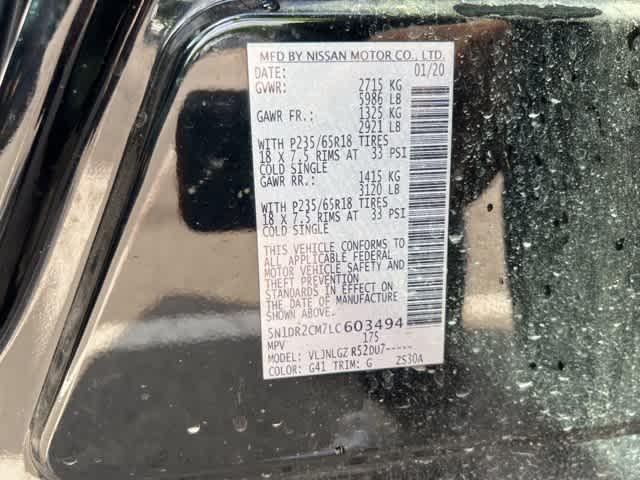 MFD BY NISSAN MOTOR CO., LTD.
DATE: 01/20
GVWR: 2715 KG
5986 LB
GAWR FR.: 1325 KG
2921 LB
WITH P235/65R18 TIRES
18 X 7.5 RIMS AT 33 PSI
COLD SINGLE
GAWR RR.: 1415 KG
3120 LB
WITH P235/65R18 TIRES
18 X 7.5 RIMS AT 33 PSI
COLD SINGLE
THIS VEHICLE CONFORMS TO
ALL APPLICABLE FEDERAL
MOTOR VEHICLE SAFETY AND
THEFT PREVENTION
STANDARDS IN EFFECT ON
THE DATE OF MANUFACTURE
SHOWN ABOVE.
5N1DR2CM7LC603494
MPV 175
MODEL: VLJNLGZ R52DU7-----
COLOR: G41 TRIM: G ZS30A